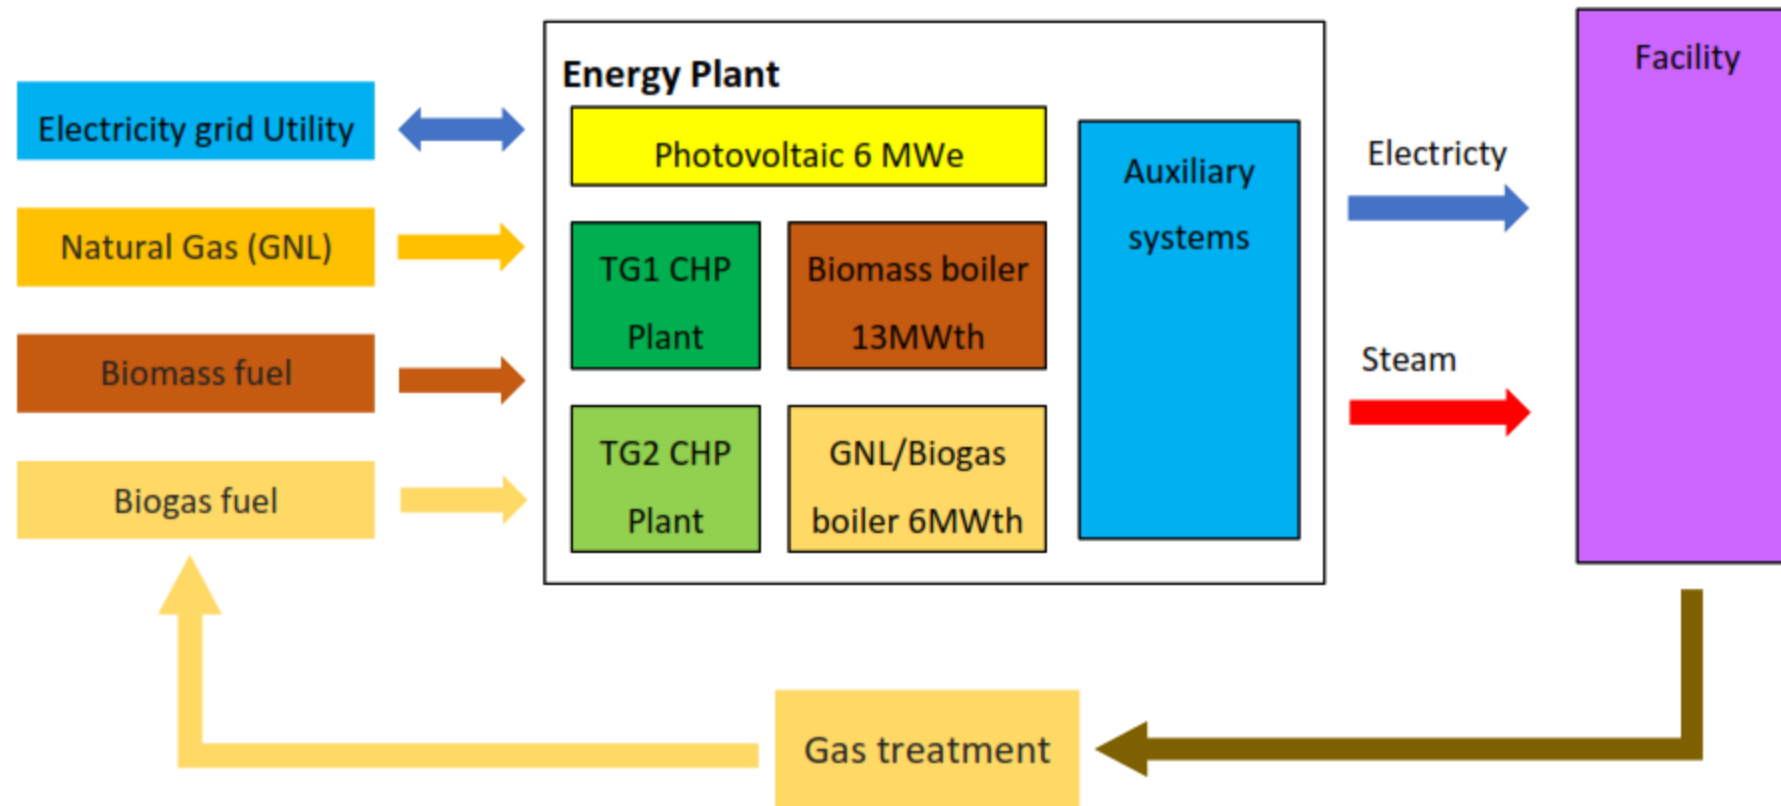 Energy Plant
Electricity grid Utility
Natural Gas (GNL)
Biomass fuel
Biogas fuel
Photovoltaic 6 MWe
TG1 CHP
Plant
Biomass boiler
13MWth
TG2 CHP
Plant
GNL/Biogas
boiler 6MWth
Auxiliary
systems
Electricty
Steam
Facility
Gas treatment